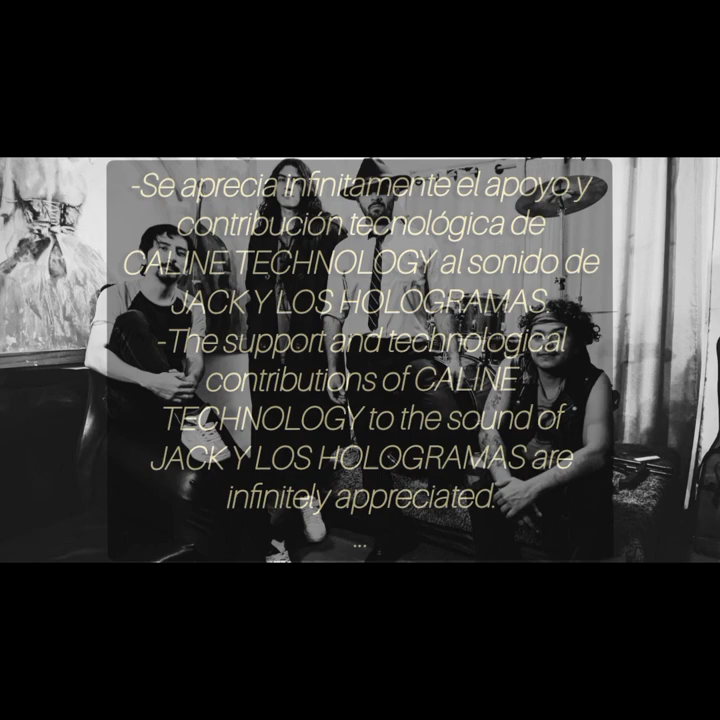 -Se aprecia infinitamente el apoyo y
contribución tecnológica de
CALINE TECHNOLOGY al sonido de
JACK Y LOS HOLOGRAMAS.
-The support and technological
contributions of CALINE
TECHNOLOGY to the sound of
JACK Y LOS HOLOGRAMAS are
infinitely appreciated.
...